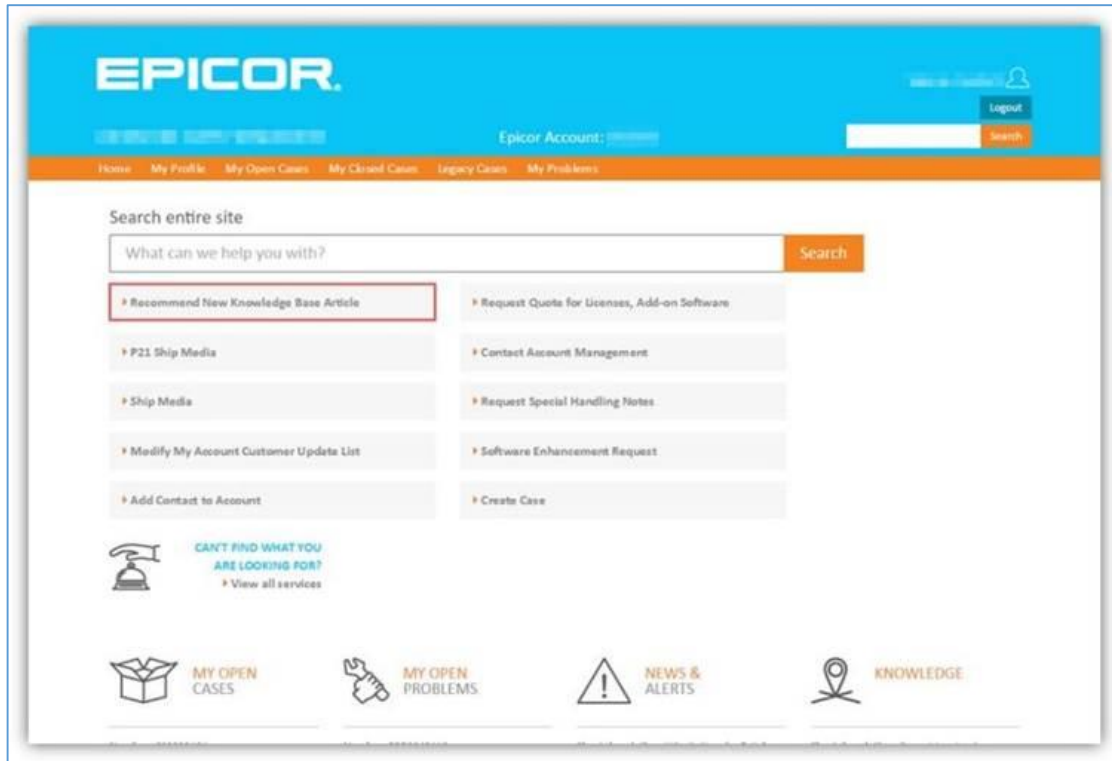 EPICOR.
Logout
Epicor Account:
Search
Home My Profile My Open Cases My Closed Cases Legacy Cases My Problems
Search entire site
What can we help you with?
Search
Recommend New Knowledge Base Article
Request Quote for Licenses, Add-on Software
P21 Ship Media
Contact Account Management
Ship Media
Request Special Handling Notes
Modify My Account Customer Update List
Software Enhancement Request
Add Contact to Account
Create Case
CAN'T FIND WHAT YOU
ARE LOOKING FOR?
View all services
MY OPEN
CASES
MY OPEN
PROBLEMS
NEWS &
ALERTS
KNOWLEDGE